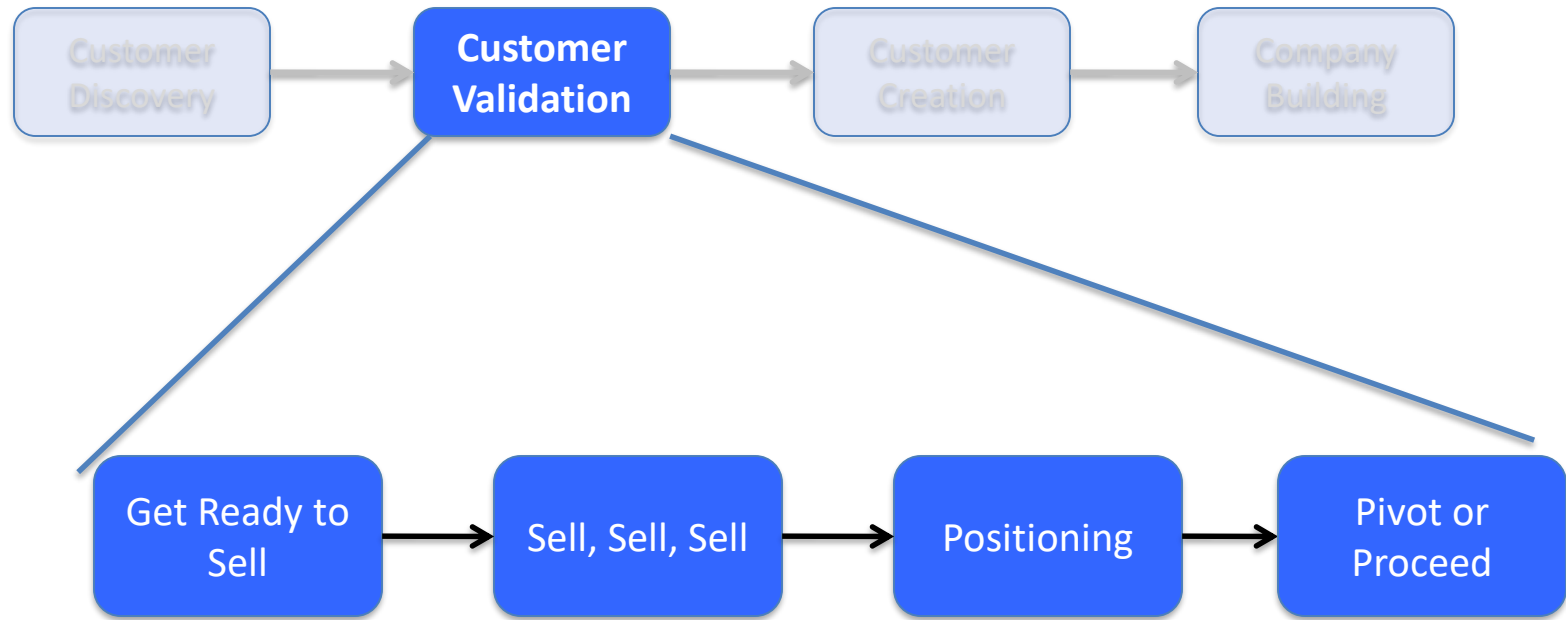 Customer
Discovery
Customer
Validation
Customer
Creation
Company
Building
Get Ready to
Sell
Sell, Sell, Sell
Positioning
Pivot or
Proceed